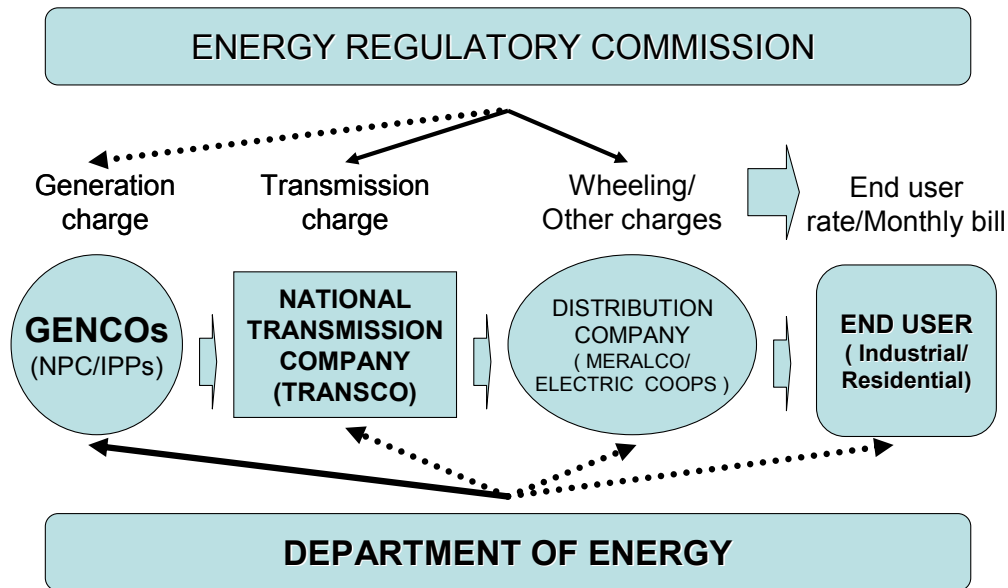 ENERGY REGULATORY COMMISSION
Generation
charge
Transmission
charge
Wheeling/
Other charges
End user
rate/Monthly bill
GENCOs
(NPC/IPPs)
NATIONAL
TRANSMISSION
COMPANY
(TRANSCO)
DISTRIBUTION
COMPANY
( MERALCO/
ELECTRIC COOPS )
END USER
( Industrial/
Residential)
DEPARTMENT OF ENERGY